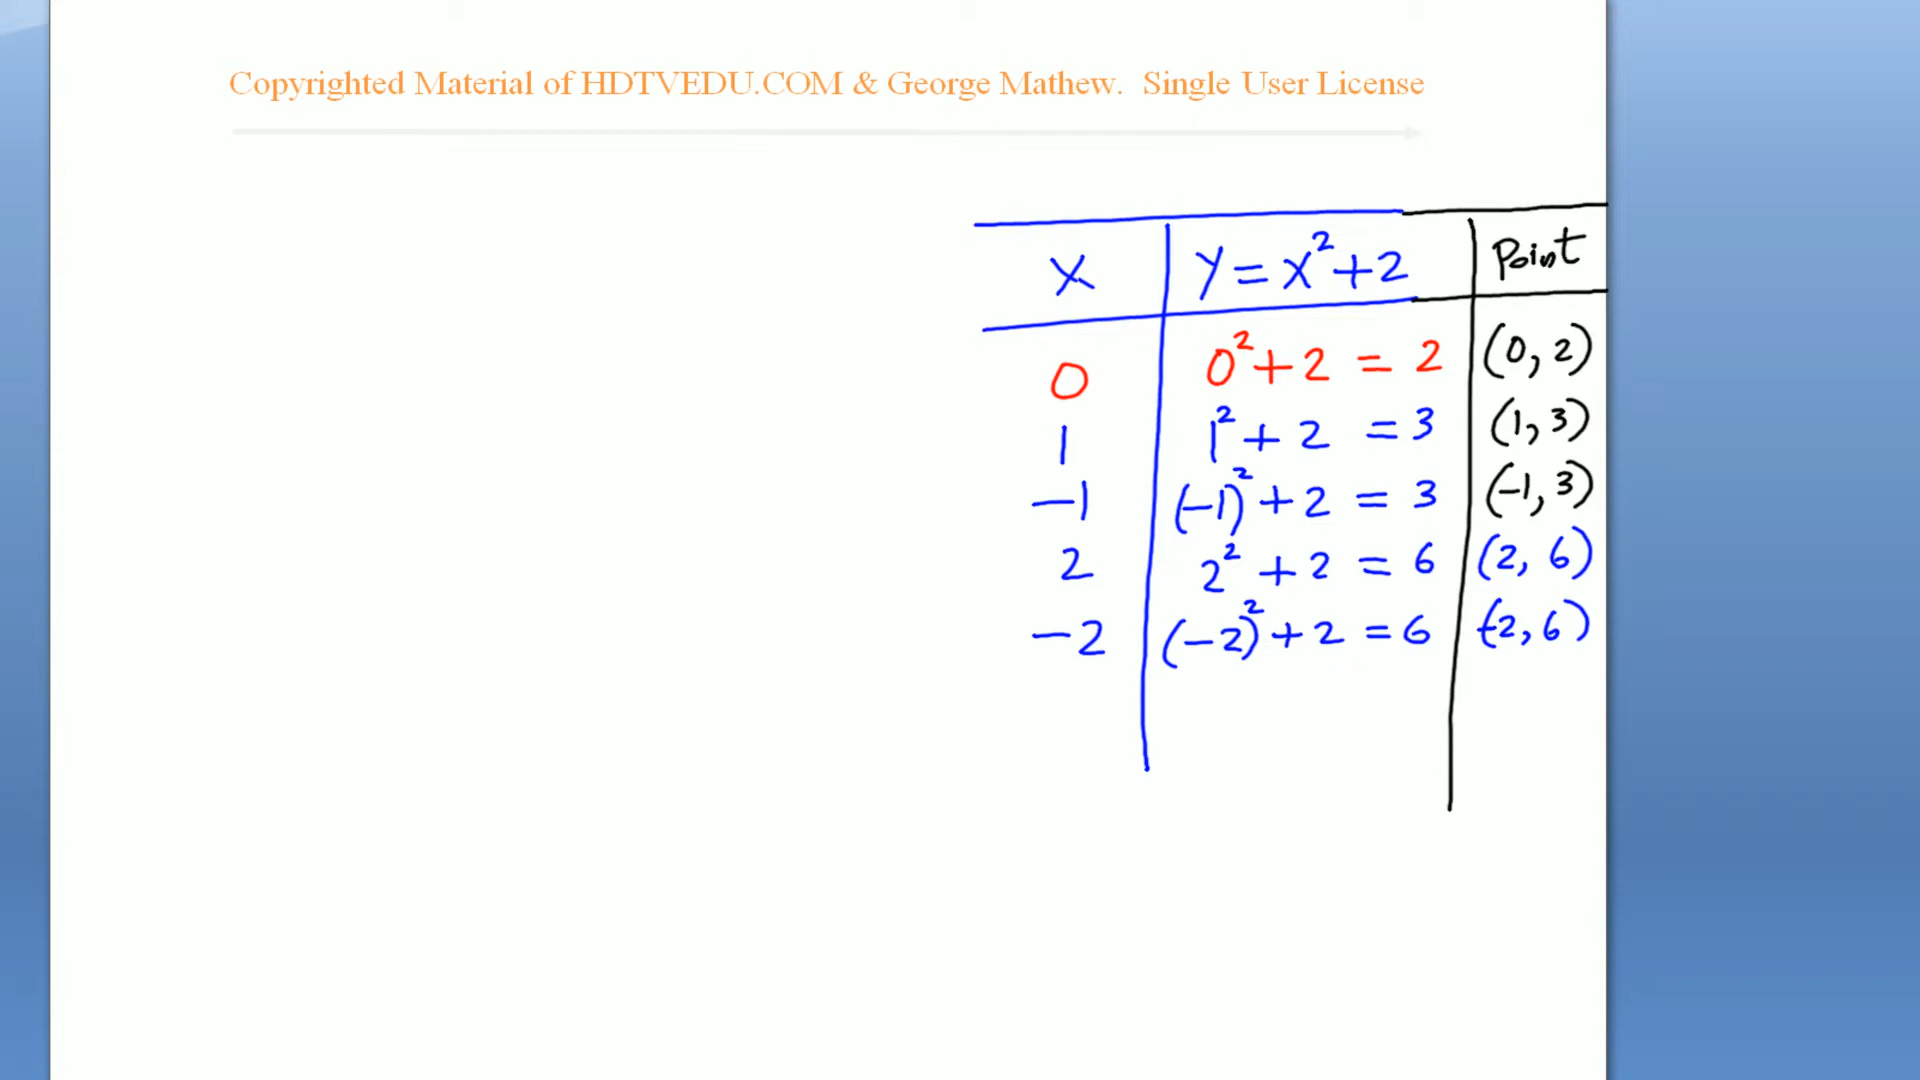 Copyrighted Material of HDTVEDU.COM & George Mathew. Single User License
x y = x² + 2 Point
0 0² + 2 = 2 (0, 2)
1 1² + 2 = 3 (1, 3)
-1 (-1)² + 2 = 3 (-1, 3)
2 2² + 2 = 6 (2, 6)
-2 (-2)² + 2 = 6 (-2, 6)